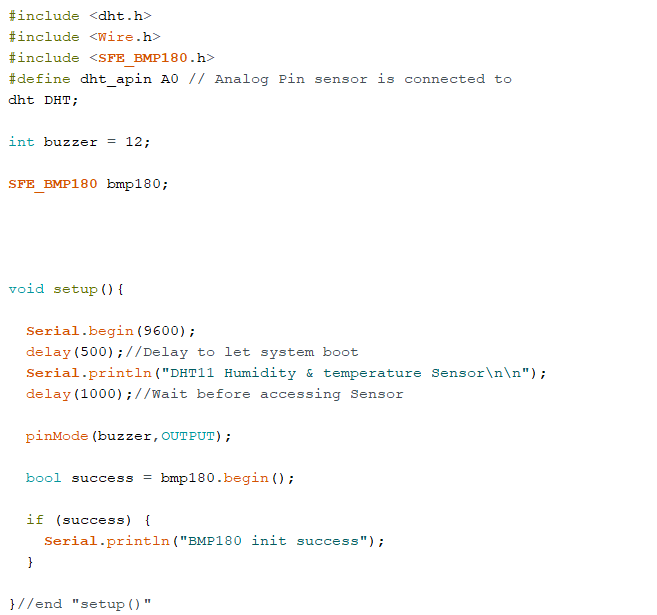 #include <dht.h>
#include <Wire.h>
#include <SFE_BMP180.h>
#define dht_apin A0 // Analog Pin sensor is connected to
dht DHT;
int buzzer = 12;
SFE_BMP180 bmp180;
void setup(){
Serial.begin(9600);
delay(500);//Delay to let system boot
Serial.println("DHT11 Humidity & temperature Sensor\n\n");
delay(1000);//Wait before accessing Sensor
pinMode(buzzer,OUTPUT);
bool success = bmp180.begin();
if (success) {
Serial.println("BMP180 init success");
}
}//end "setup()"